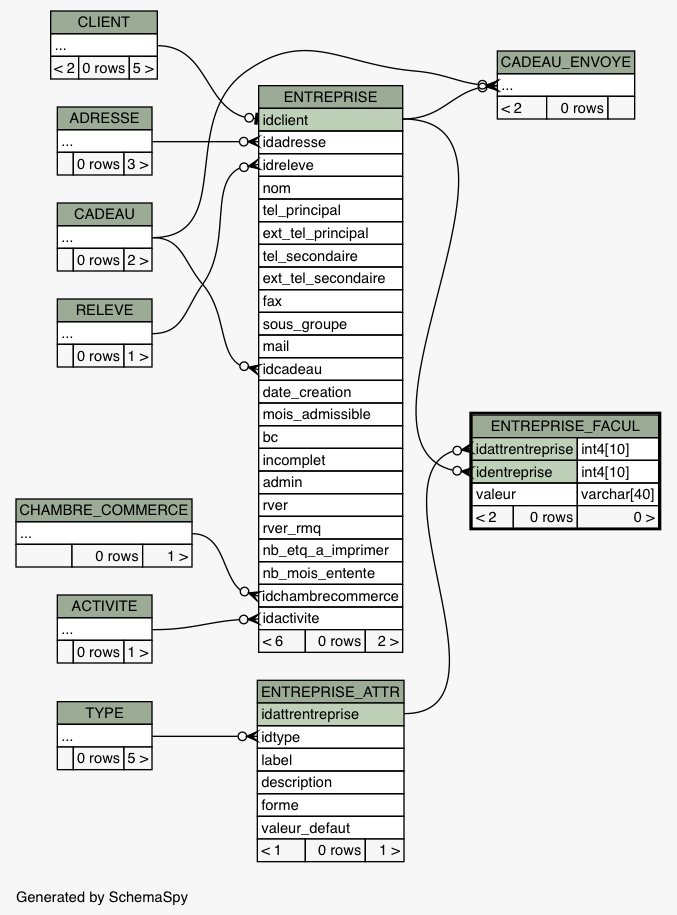 CLIENT
...
< 2 0 rows 5 >
ADRESSE
...
0 rows 3 >
CADEAU
...
0 rows 2 >
RELEVE
...
0 rows 1 >
CHAMBRE_COMMERCE
...
0 rows 1 >
ACTIVITE
...
0 rows 1 >
TYPE
...
0 rows 5 >
ENTREPRISE
idclient
idadresse
idreleve
nom
tel_principal
ext_tel_principal
tel_secondaire
ext_tel_secondaire
fax
sous_groupe
mail
idcadeau
date_creation
mois_admissible
bc
incomplet
admin
rver
rver_rmq
nb_etq_a_imprimer
nb_mois_entente
idchambrecommerce
idactivite
< 6 0 rows 2 >
ENTREPRISE_ATTR
idattrentreprise
idtype
label
description
forme
valeur_defaut
< 1 0 rows 1 >
CADEAU_ENVOYE
...
< 2 0 rows
ENTREPRISE_FACUL
idattrentreprise int4[10]
identreprise int4[10]
valeur varchar[40]
< 2 0 rows 0 >
Generated by SchemaSpy